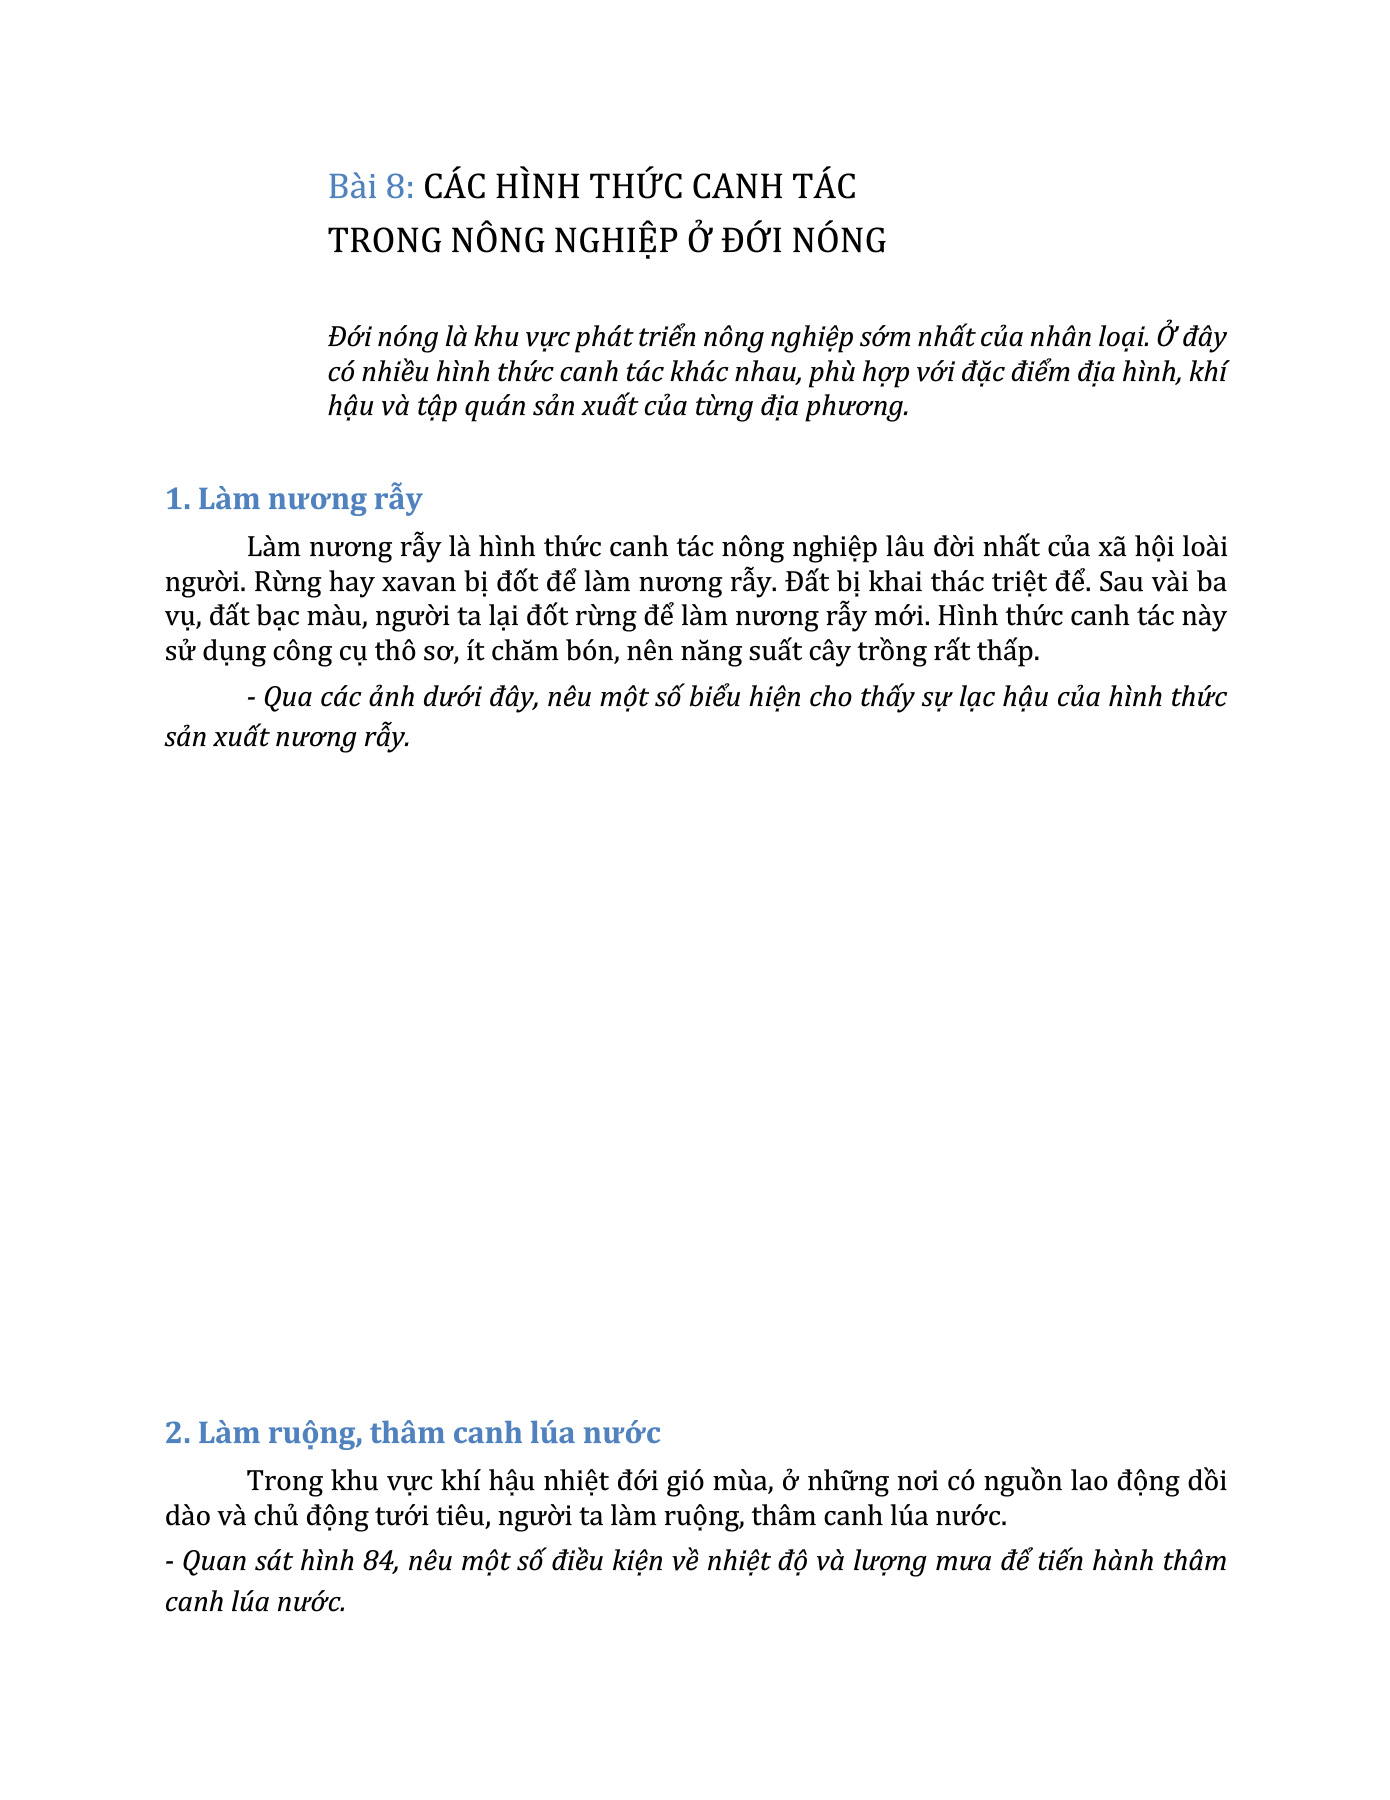 Bài 8: CÁC HÌNH THỨC CANH TÁC
TRONG NÔNG NGHIỆP Ở ĐỚI NÓNG
Đới nóng là khu vực phát triển nông nghiệp sớm nhất của nhân loại. Ở đây
có nhiều hình thức canh tác khác nhau, phù hợp với đặc điểm địa hình, khí
hậu và tập quán sản xuất của từng địa phương.
1. Làm nương rẫy
Làm nương rẫy là hình thức canh tác nông nghiệp lâu đời nhất của xã hội loài
người. Rừng hay xavan bị đốt để làm nương rẫy. Đất bị khai thác triệt để. Sau vài ba
vụ, đất bạc màu, người ta lại đốt rừng để làm nương rẫy mới. Hình thức canh tác này
sử dụng công cụ thô sơ, ít chăm bón, nên năng suất cây trồng rất thấp.
- Qua các ảnh dưới đây, nêu một số biểu hiện cho thấy sự lạc hậu của hình thức
sản xuất nương rẫy.
2. Làm ruộng, thâm canh lúa nước
Trong khu vực khí hậu nhiệt đới gió mùa, ở những nơi có nguồn lao động dồi
dào và chủ động tưới tiêu, người ta làm ruộng, thâm canh lúa nước.
- Quan sát hình 84, nêu một số điều kiện về nhiệt độ và lượng mưa để tiến hành thâm
canh lúa nước.